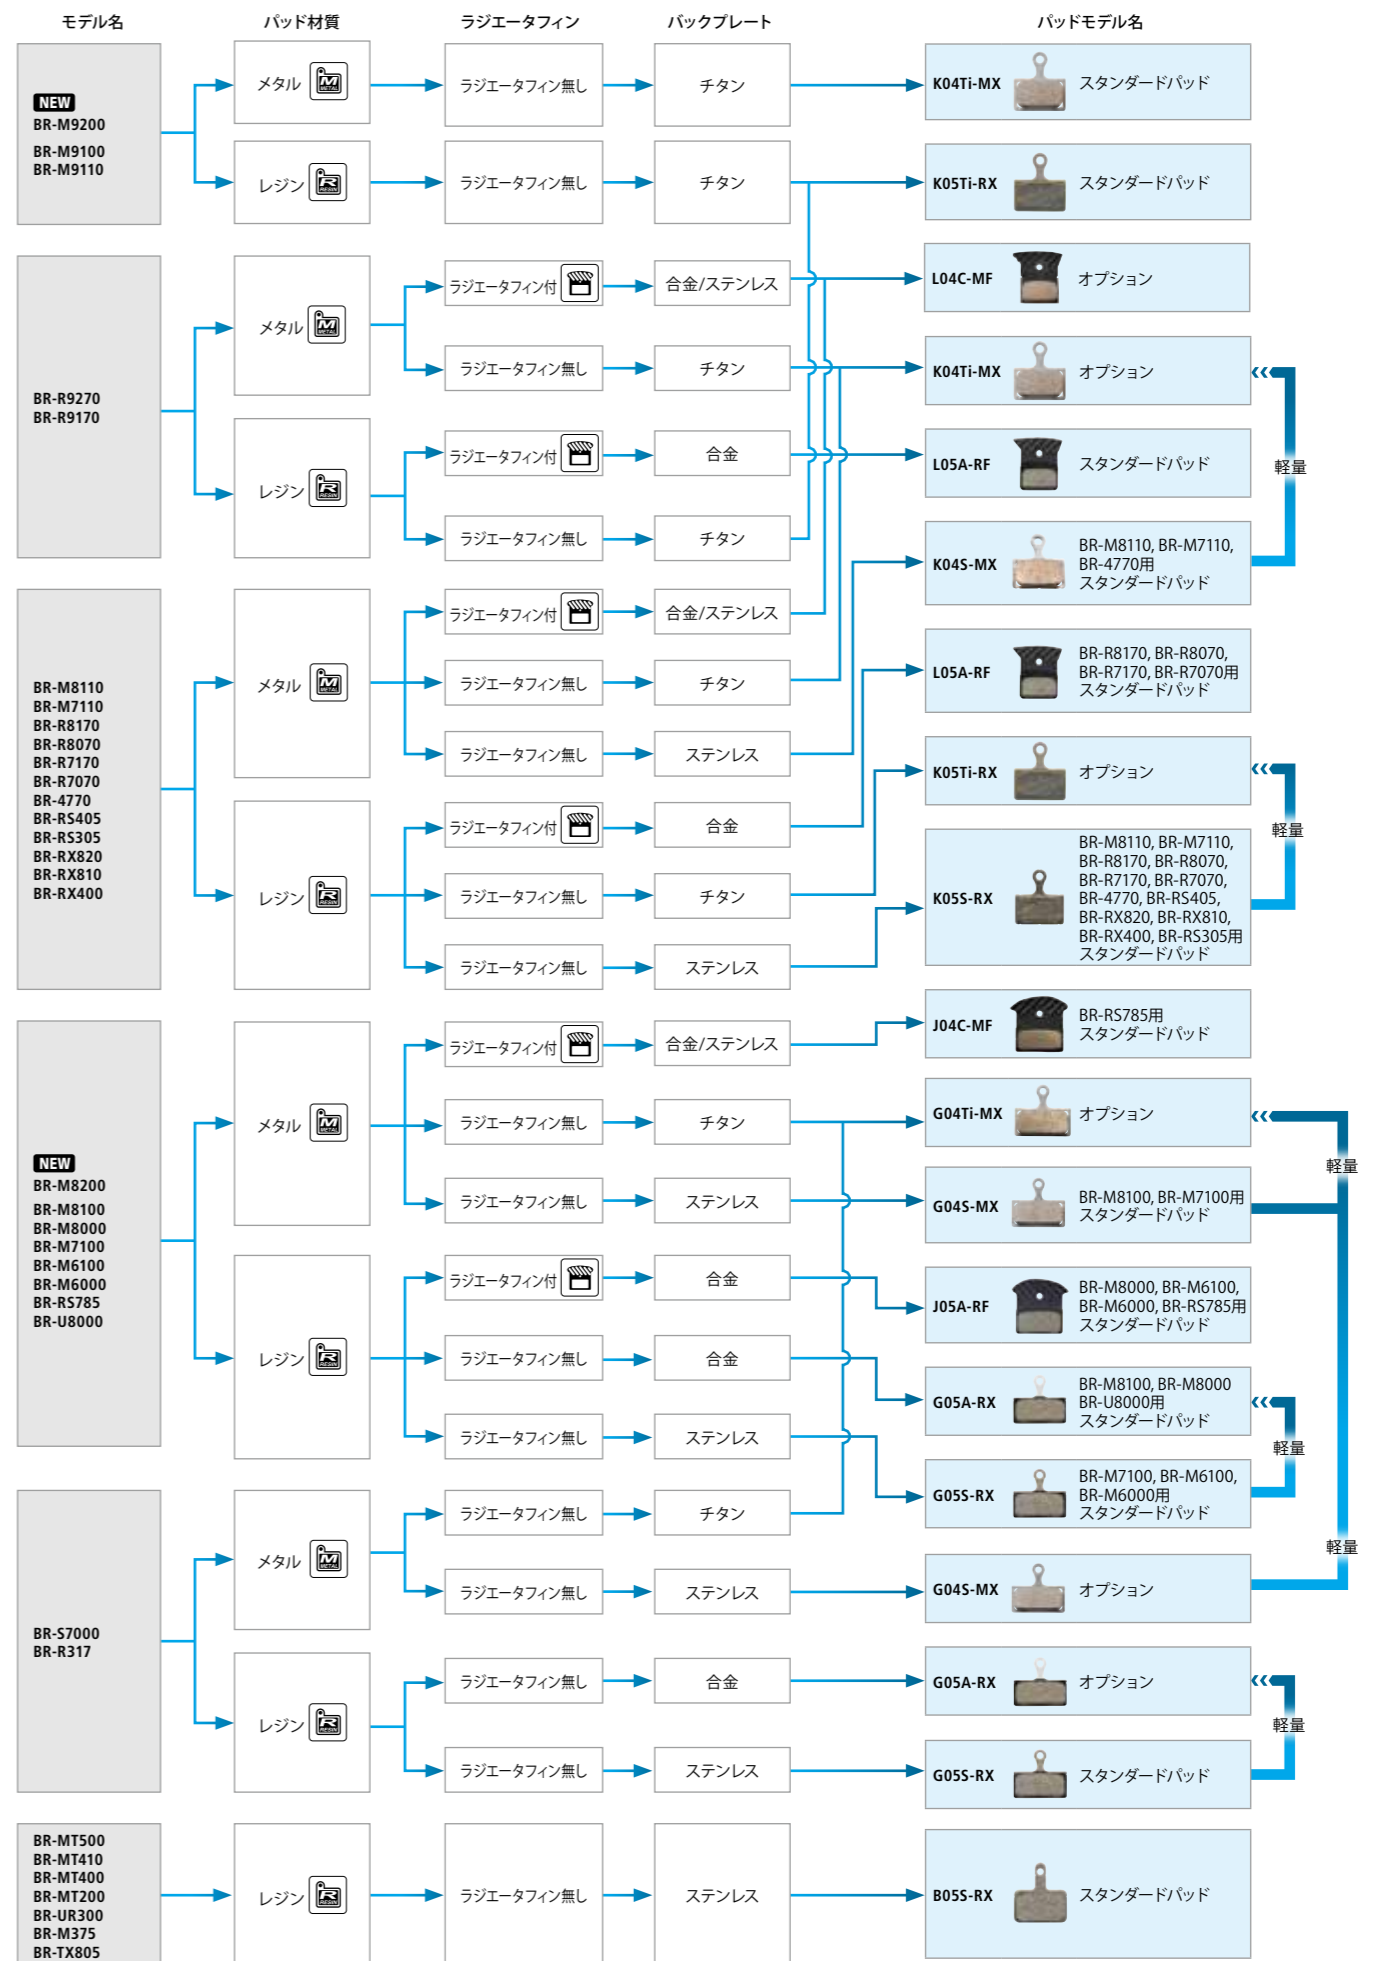 モデル名 パッド材質 ラジエータフィン バックプレート パッドモデル名
NEW
BR-M9200
BR-M9100
BR-M9110
メタル M METAL
ラジエータフィン無し
チタン
K04Ti-MX スタンダードパッド
レジン R RESIN
ラジエータフィン無し
チタン
K05Ti-RX スタンダードパッド
BR-R9270
BR-R9170
メタル M METAL
ラジエータフィン付
合金/ステンレス
L04C-MF オプション
ラジエータフィン無し
チタン
K04Ti-MX オプション
レジン R RESIN
ラジエータフィン付
合金
L05A-RF スタンダードパッド
ラジエータフィン無し
チタン
軽量
K04S-MX
BR-M8110, BR-M7110,
BR-4770用
スタンダードパッド
BR-M8110
BR-M7110
BR-R8170
BR-R8070
BR-R7170
BR-R7070
BR-4770
BR-RS405
BR-RS305
BR-RX820
BR-RX810
BR-RX400
メタル M METAL
ラジエータフィン付
合金/ステンレス
ラジエータフィン無し
チタン
ラジエータフィン無し
ステンレス
L05A-RF
BR-R8170, BR-R8070,
BR-R7170, BR-R7070用
スタンダードパッド
レジン R RESIN
ラジエータフィン付
合金
ラジエータフィン無し
チタン
ラジエータフィン無し
ステンレス
K05Ti-RX オプション
軽量
K05S-RX
BR-M8110, BR-M7110,
BR-R8170, BR-R8070,
BR-R7170, BR-R7070,
BR-4770, BR-RS405,
BR-RX820, BR-RX810,
BR-RX400, BR-RS305用
スタンダードパッド
NEW
BR-M8200
BR-M8100
BR-M8000
BR-M7100
BR-M6100
BR-M6000
BR-RS785
BR-U8000
メタル M METAL
ラジエータフィン付
合金/ステンレス
J04C-MF
BR-RS785用
スタンダードパッド
ラジエータフィン無し
チタン
G04Ti-MX オプション
軽量
ラジエータフィン無し
ステンレス
G04S-MX
BR-M8100, BR-M7100用
スタンダードパッド
レジン R RESIN
ラジエータフィン付
合金
J05A-RF
BR-M8000, BR-M6100,
BR-M6000, BR-RS785用
スタンダードパッド
ラジエータフィン無し
合金
G05A-RX
BR-M8100, BR-M8000
BR-U8000用
スタンダードパッド
軽量
ラジエータフィン無し
ステンレス
G05S-RX
BR-M7100, BR-M6100,
BR-M6000用
スタンダードパッド
BR-S7000
BR-R317
メタル M METAL
ラジエータフィン無し
チタン
軽量
ラジエータフィン無し
ステンレス
G04S-MX オプション
レジン R RESIN
ラジエータフィン無し
合金
G05A-RX オプション
軽量
ラジエータフィン無し
ステンレス
G05S-RX スタンダードパッド
BR-MT500
BR-MT410
BR-MT400
BR-MT200
BR-UR300
BR-M375
BR-TX805
レジン R RESIN
ラジエータフィン無し
ステンレス
B05S-RX スタンダードパッド